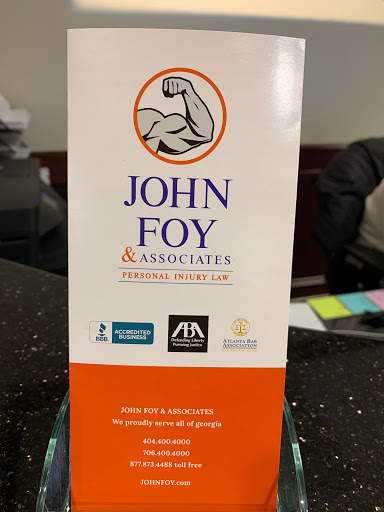 JOHN
FOY
& ASSOCIATES
PERSONAL INJURY LAW
BBB
ACCREDITED
BUSINESS
ABA
Defending Liberty
Pursuing Justice
ATLANTA BAR
ASSOCIATION
JOHN FOY & ASSOCIATES
We proudly serve all of georgia
404.400.4000
706.400.4000
877.873.4488 toll free
JOHNFOY.com